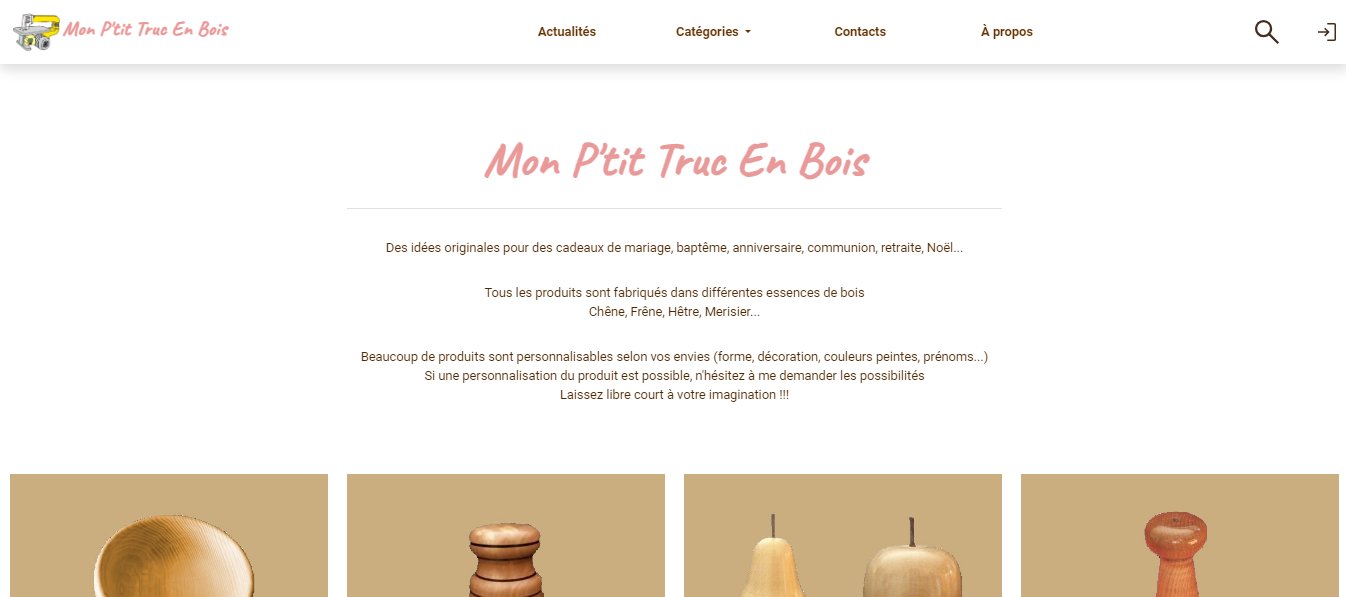 Mon P'tit Truc En Bois
Actualités
Catégories
Contacts
À propos
Mon P'tit Truc En Bois
Des idées originales pour des cadeaux de mariage, baptême, anniversaire, communion, retraite, Noël...
Tous les produits sont fabriqués dans différentes essences de bois
Chêne, Frêne, Hêtre, Merisier...
Beaucoup de produits sont personnalisables selon vos envies (forme, décoration, couleurs peintes, prénoms...)
Si une personnalisation du produit est possible, n'hésitez à me demander les possibilités
Laissez libre court à votre imagination !!!